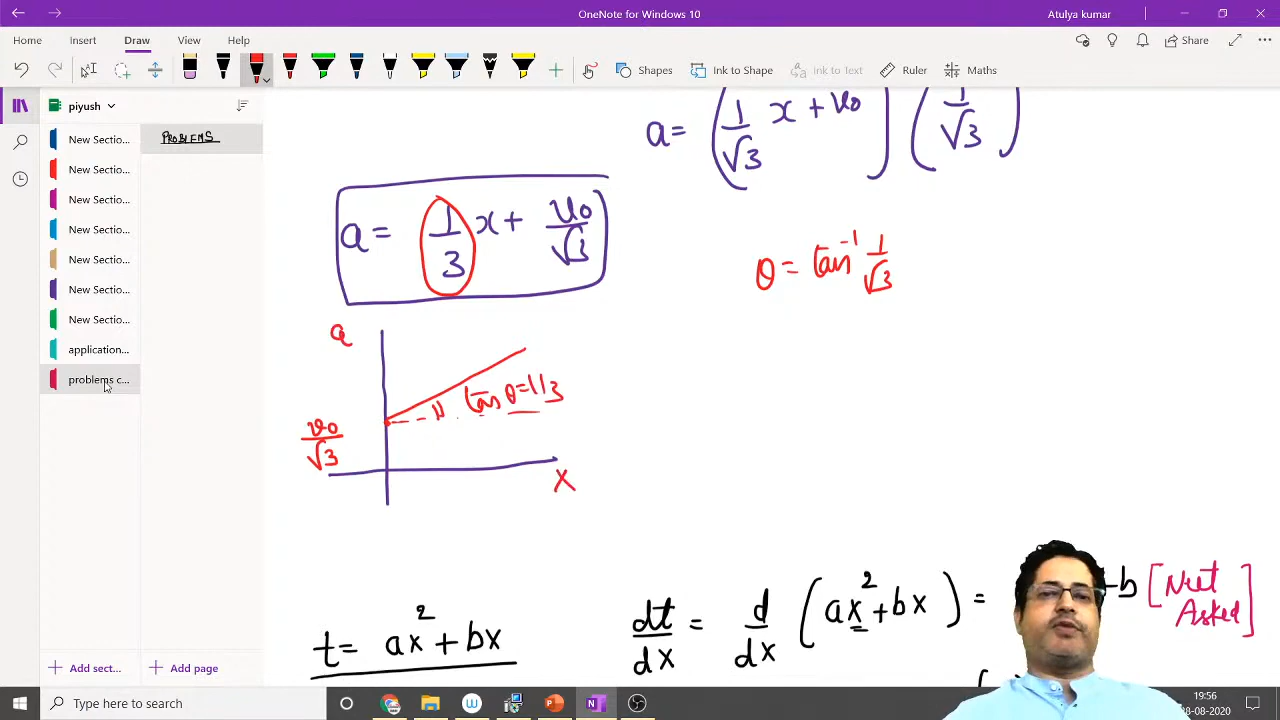 OneNote for Windows 10
Atulya kumar
Home Insert Draw View Help
Share
Shapes Ink to Shape Ink to Text Ruler Maths
piyush
New Sectio...
New Sectio...
New Sectio...
New Sectio...
New Sectio...
New Sectio...
New Sectio...
application...
problems c...
PROBLEMS
a= (1/√3 x + v0) (1/√3)
a= 1/3 x + v0/√3
θ = tan⁻¹ 1/√3
a
tan θ=1/3
v0/√3
x
t= ax²+bx
dt/dx = d/dx (ax²+bx) = +b [Neet Asked]
Add sect... Add page
Type here to search
19:56
-08-2020